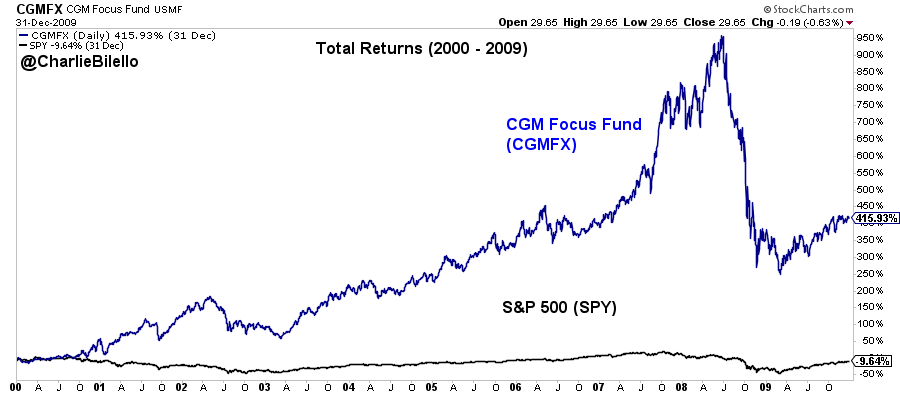 CGMFX CGM Focus Fund USMF © StockCharts.com
31-Dec-2009 Open 29.65 High 29.65 Low 29.65 Close 29.65 Chg -0.19 (-0.63%)
CGMFX (Daily) 415.93% (31 Dec)
SPY -9.64% (31 Dec)
@CharlieBilello
Total Returns (2000 - 2009)
CGM Focus Fund
(CGMFX)
S&P 500 (SPY)
950%
900%
850%
800%
750%
700%
650%
600%
550%
500%
450%
415.93%
350%
300%
250%
200%
150%
100%
50%
-9.64%
-50%
00 A J O 01 A J O 02 A J O 03 A J O 04 A J O 05 A J O 06 A J O 07 A J O 08 A J O 09 A J O